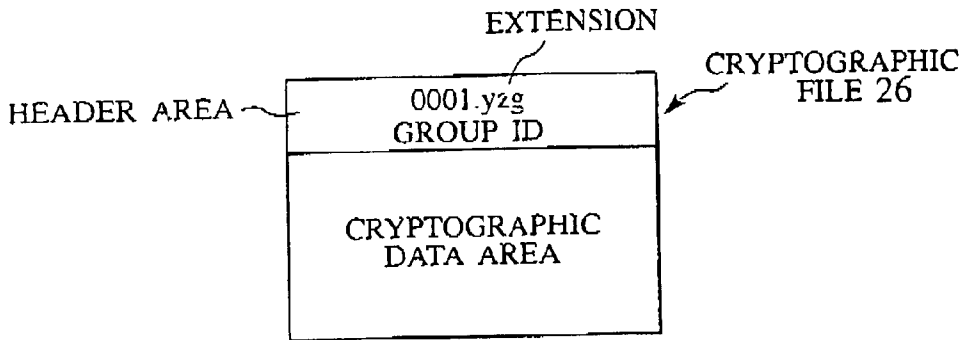 EXTENSION
CRYPTOGRAPHIC
FILE 26
HEADER AREA
0001.yzg
GROUP ID
CRYPTOGRAPHIC
DATA AREA